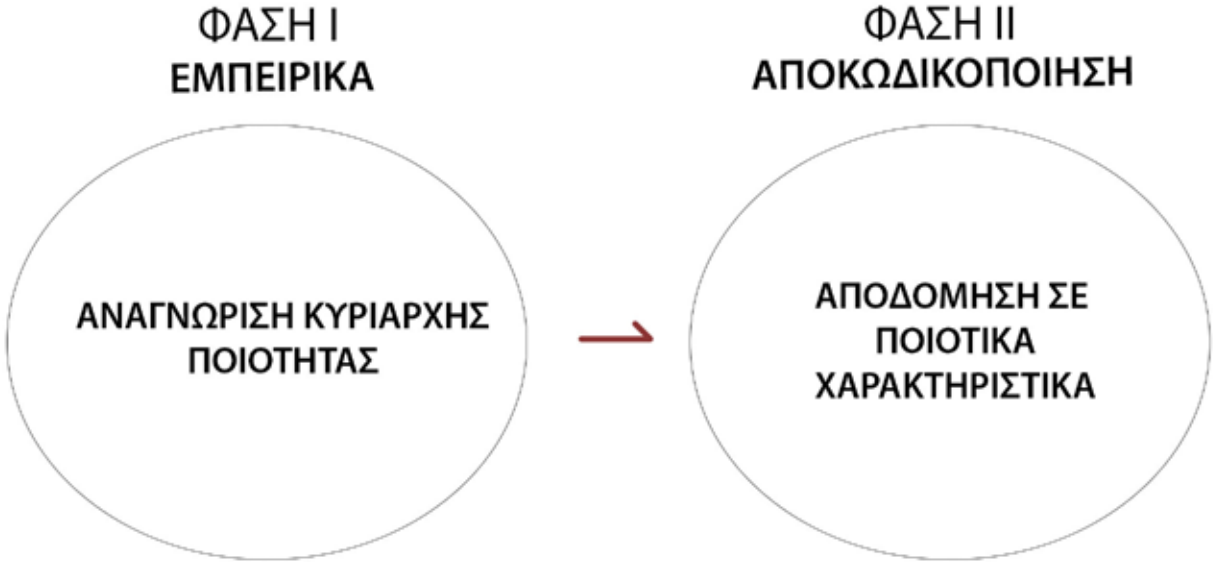 ΦΑΣΗ Ι
ΕΜΠΕΙΡΙΚΑ
ΑΝΑΓΝΩΡΙΣΗ ΚΥΡΙΑΡΧΗΣ
ΠΟΙΟΤΗΤΑΣ
ΦΑΣΗ ΙΙ
ΑΠΟΚΩΔΙΚΟΠΟΙΗΣΗ
ΑΠΟΔΟΜΗΣΗ ΣΕ
ΠΟΙΟΤΙΚΑ
ΧΑΡΑΚΤΗΡΙΣΤΙΚΑ